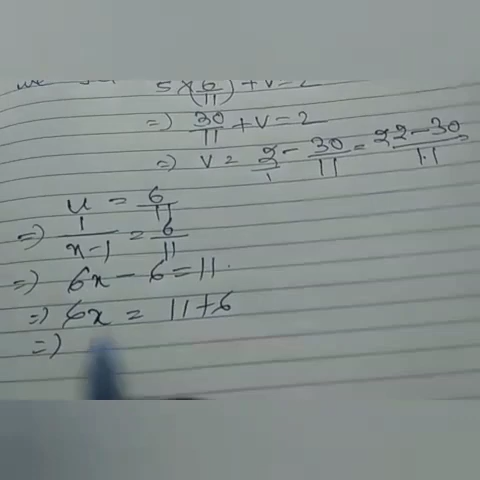 5×(6/11)+V=2
=) 30/11 + V = 2
=) V = 2/1 - 30/11 = 22-30/11
u = 6/11
=) 1/x-1 = 6/11
=) 6x - 6 = 11.
=) 6x = 11+6
=)